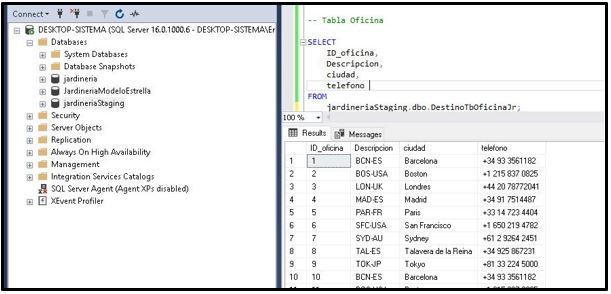 Connect
DESKTOP-SISTEMA (SQL Server 16.0.1000.6 - DESKTOP-SISTEMA\Er
Databases
System Databases
Database Snapshots
jardineria
JardineriaModeloEstrella
jardineriaStaging
Security
Server Objects
Replication
Always On High Availability
Management
Integration Services Catalogs
SQL Server Agent (Agent XPs disabled)
XEvent Profiler
-- Tabla Oficina
SELECT
ID_oficina,
Descripcion,
ciudad,
telefono
FROM
jardineriaStaging.dbo.DestinoTbOficinaJr;
100 %
Results Messages
ID_oficina Descripcion ciudad telefono
1 1 BCN-ES Barcelona +34 93 3561182
2 2 BOS-USA Boston +1 215 837 0825
3 3 LON-UK Londres +44 20 78772041
4 4 MAD-ES Madrid +34 91 7514487
5 5 PAR-FR Paris +33 14 723 4404
6 6 SFC-USA San Francisco +1 650 219 4782
7 7 SYD-AU Sydney +61 2 9264 2451
8 8 TAL-ES Talavera de la Reina +34 925 867231
9 9 TOK-JP Tokyo +81 33 224 5000
10 10 BCN-ES Barcelona +34 93 3561182